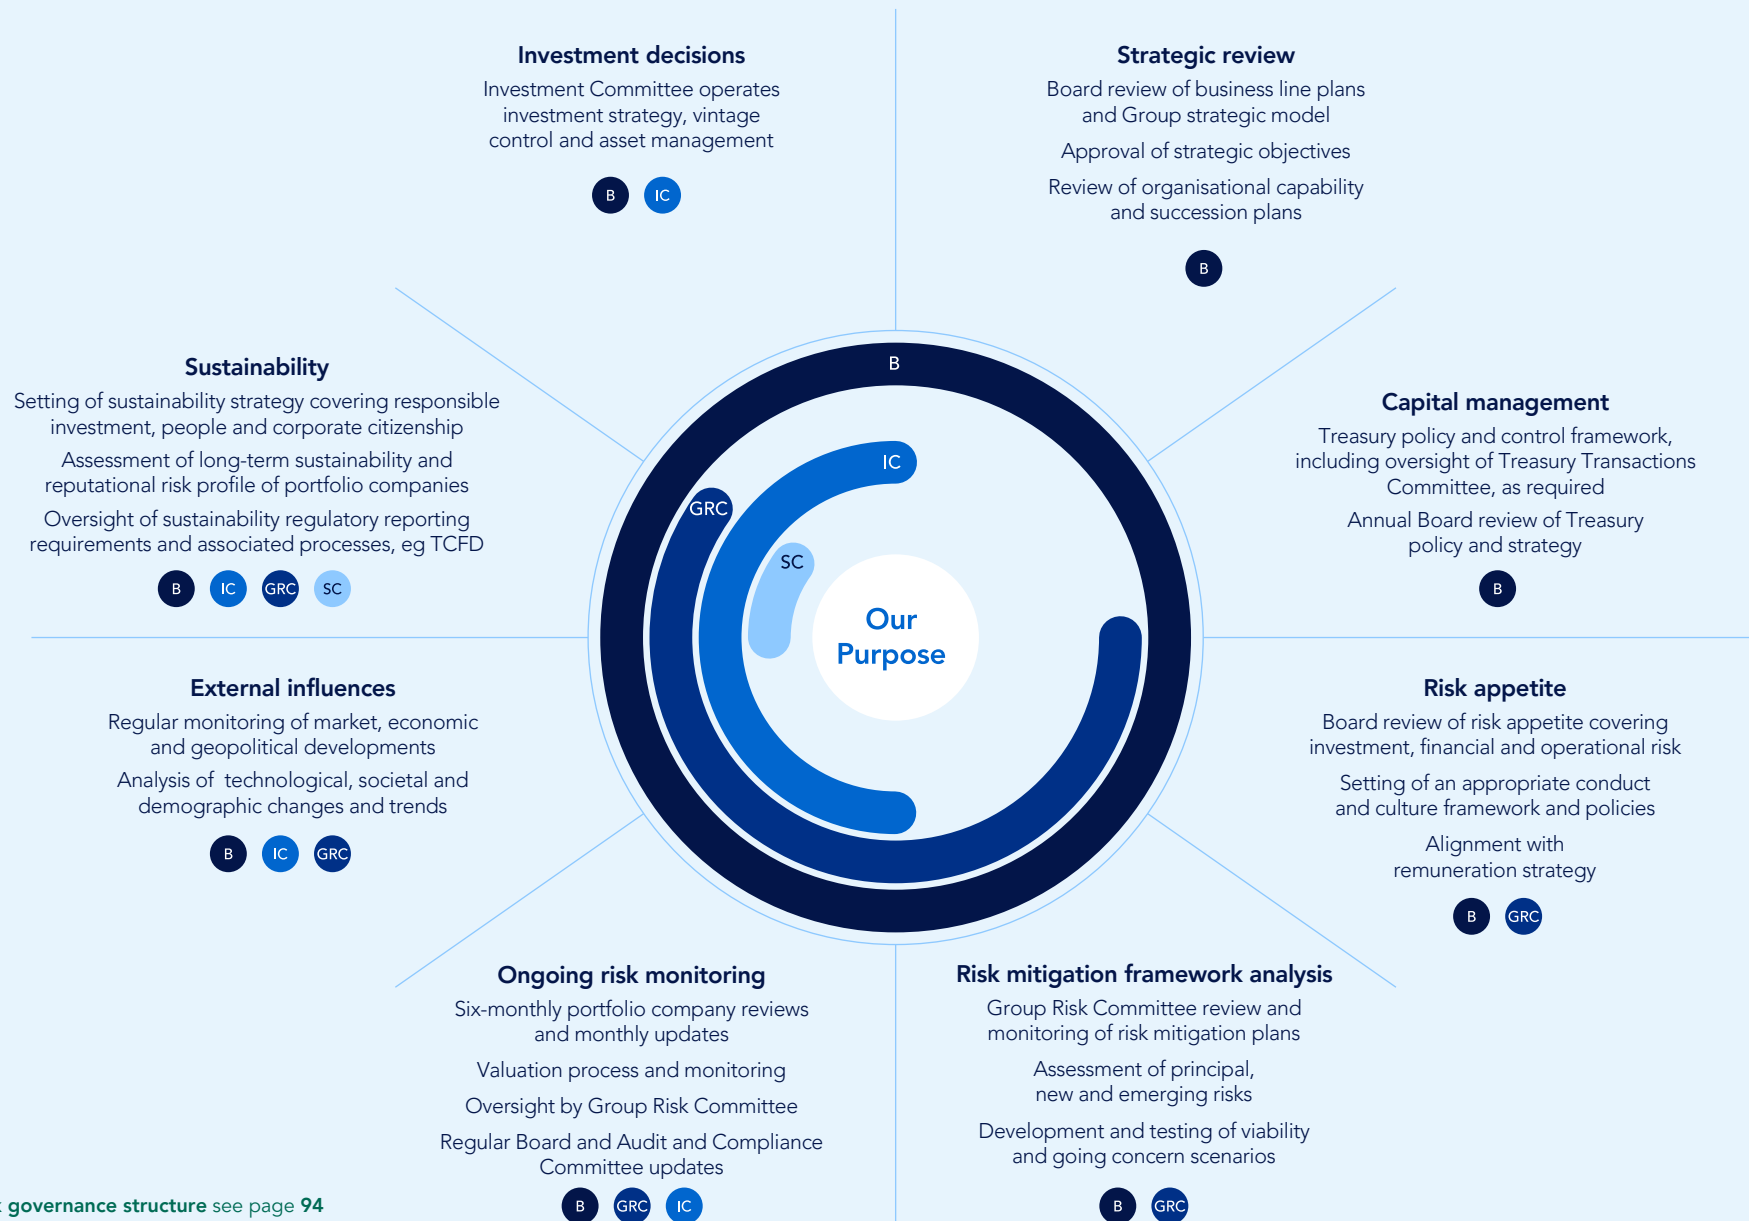 Investment decisions
Investment Committee operates
investment strategy, vintage
control and asset management
B IC
Strategic review
Board review of business line plans
and Group strategic model
Approval of strategic objectives
Review of organisational capability
and succession plans
B
Sustainability
Setting of sustainability strategy covering responsible
investment, people and corporate citizenship
Assessment of long-term sustainability and
reputational risk profile of portfolio companies
Oversight of sustainability regulatory reporting
requirements and associated processes, eg TCFD
B IC GRC SC
B
IC
GRC
SC
Our
Purpose
Capital management
Treasury policy and control framework,
including oversight of Treasury Transactions
Committee, as required
Annual Board review of Treasury
policy and strategy
B
External influences
Regular monitoring of market, economic
and geopolitical developments
Analysis of technological, societal and
demographic changes and trends
B IC GRC
Risk appetite
Board review of risk appetite covering
investment, financial and operational risk
Setting of an appropriate conduct
and culture framework and policies
Alignment with
remuneration strategy
B GRC
Ongoing risk monitoring
Six-monthly portfolio company reviews
and monthly updates
Valuation process and monitoring
Oversight by Group Risk Committee
Regular Board and Audit and Compliance
Committee updates
B GRC IC
Risk mitigation framework analysis
Group Risk Committee review and
monitoring of risk mitigation plans
Assessment of principal,
new and emerging risks
Development and testing of viability
and going concern scenarios
B GRC
governance structure see page 94